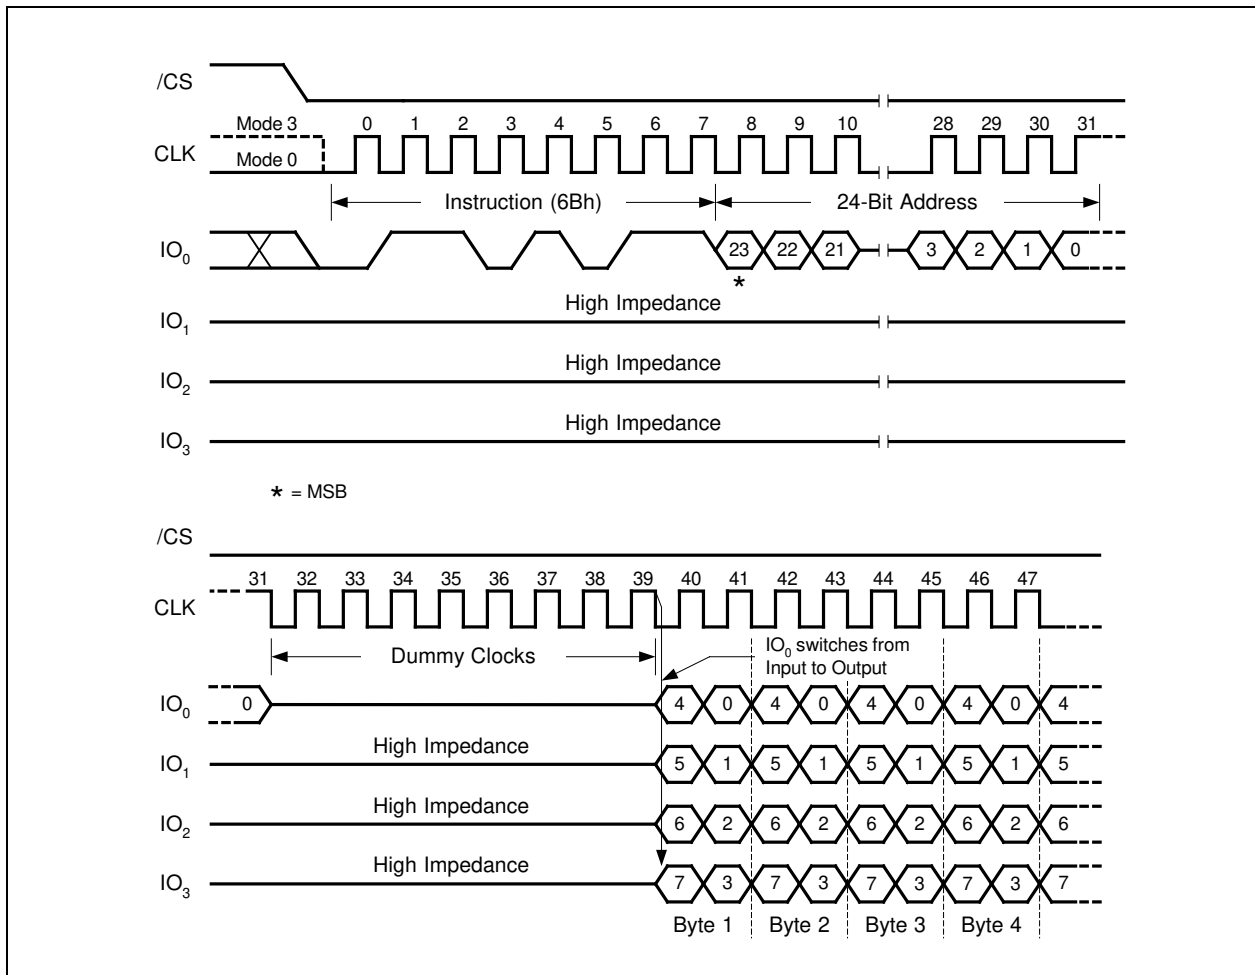 /CS
Mode 3 0 1 2 3 4 5 6 7 8 9 10 28 29 30 31
CLK Mode 0
Instruction (6Bh) 24-Bit Address
IO0 23 22 21 3 2 1 0
*
High Impedance
IO1
High Impedance
IO2
High Impedance
IO3
* = MSB
/CS
31 32 33 34 35 36 37 38 39 40 41 42 43 44 45 46 47
CLK
Dummy Clocks
IO0 switches from
Input to Output
IO0 0 4 0 4 0 4 0 4 0 4
High Impedance
IO1 5 1 5 1 5 1 5 1 5
High Impedance
IO2 6 2 6 2 6 2 6 2 6
High Impedance
IO3 7 3 7 3 7 3 7 3 7
Byte 1 Byte 2 Byte 3 Byte 4